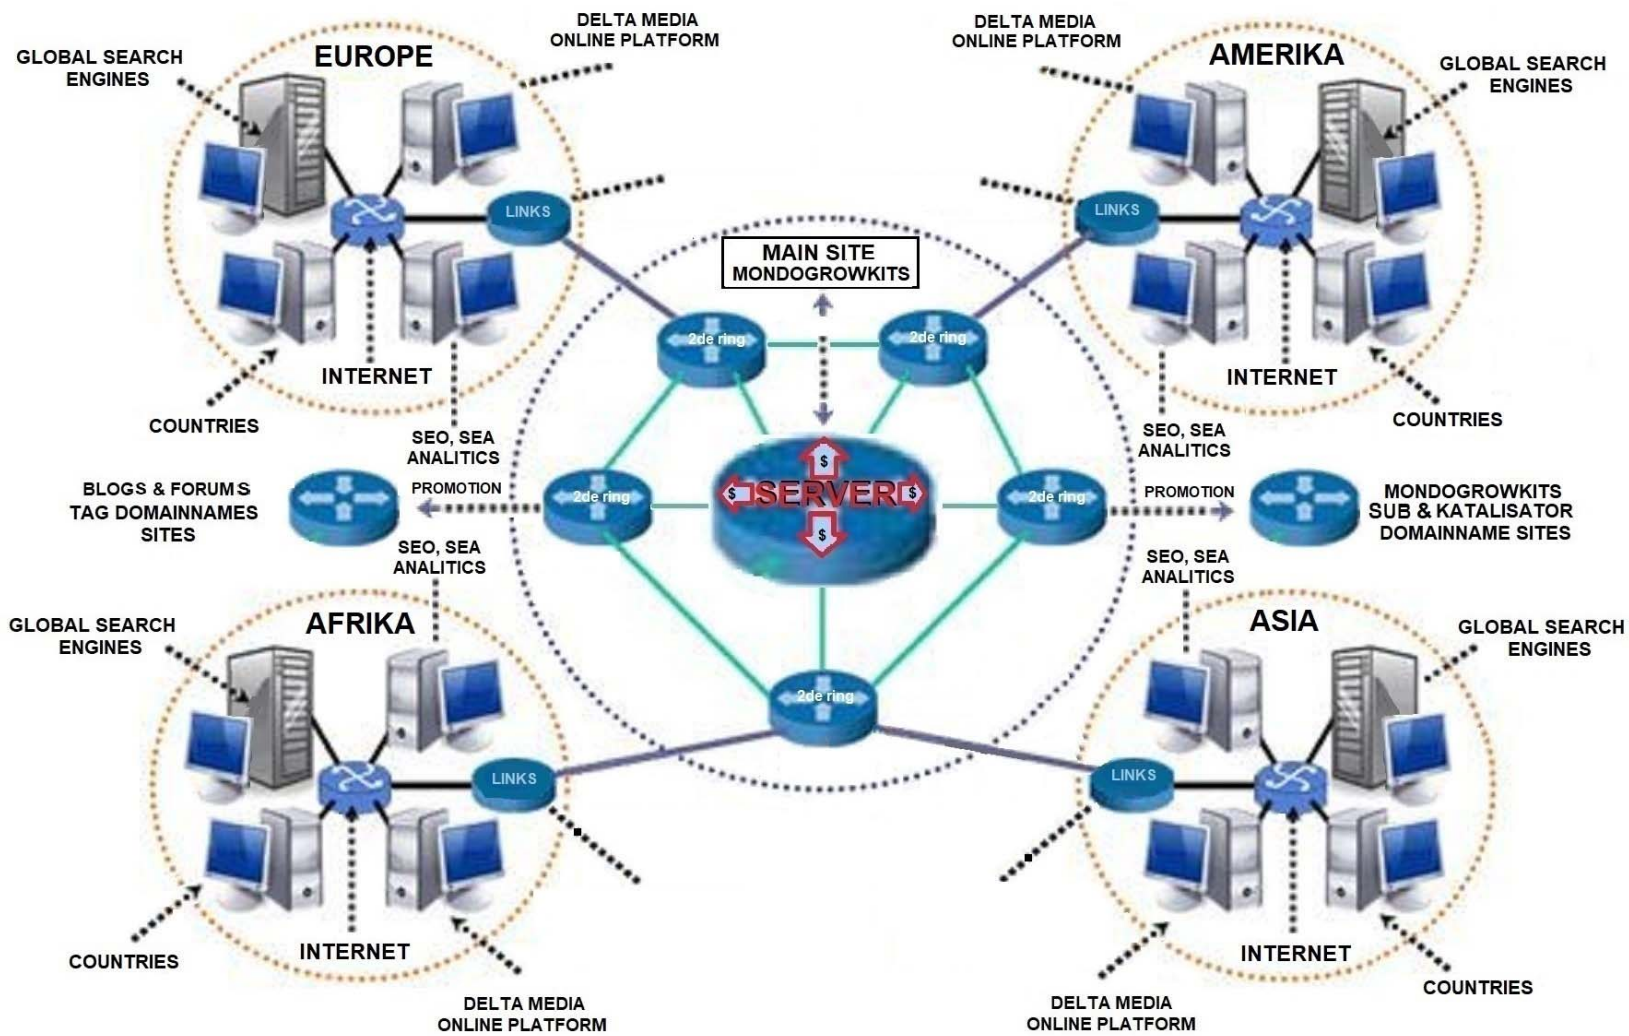 DELTA MEDIA
ONLINE PLATFORM
GLOBAL SEARCH
ENGINES
EUROPE
LINKS
INTERNET
COUNTRIES
SEO, SEA
ANALITICS
DELTA MEDIA
ONLINE PLATFORM
AMERIKA
GLOBAL SEARCH
ENGINES
LINKS
INTERNET
COUNTRIES
SEO, SEA
ANALITICS
MAIN SITE
MONDOGROWKITS
2de ring
2de ring
BLOGS & FORUMS
TAG DOMAINNAMES
SITES
PROMOTION
2de ring
$
$
SERVER
$
$
2de ring
PROMOTION
MONDOGROWKITS
SUB & KATALISATOR
DOMAINNAME SITES
2de ring
SEO, SEA
ANALITICS
AFRIKA
GLOBAL SEARCH
ENGINES
LINKS
INTERNET
COUNTRIES
DELTA MEDIA
ONLINE PLATFORM
SEO, SEA
ANALITICS
ASIA
GLOBAL SEARCH
ENGINES
LINKS
INTERNET
COUNTRIES
DELTA MEDIA
ONLINE PLATFORM